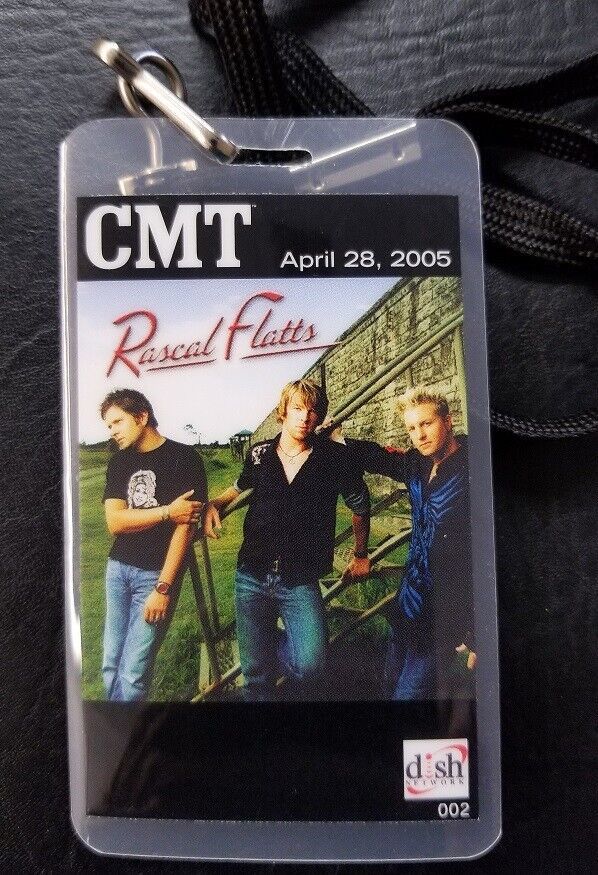 CMT
April 28, 2005
Rascal Flatts
dish
NETWORK
002